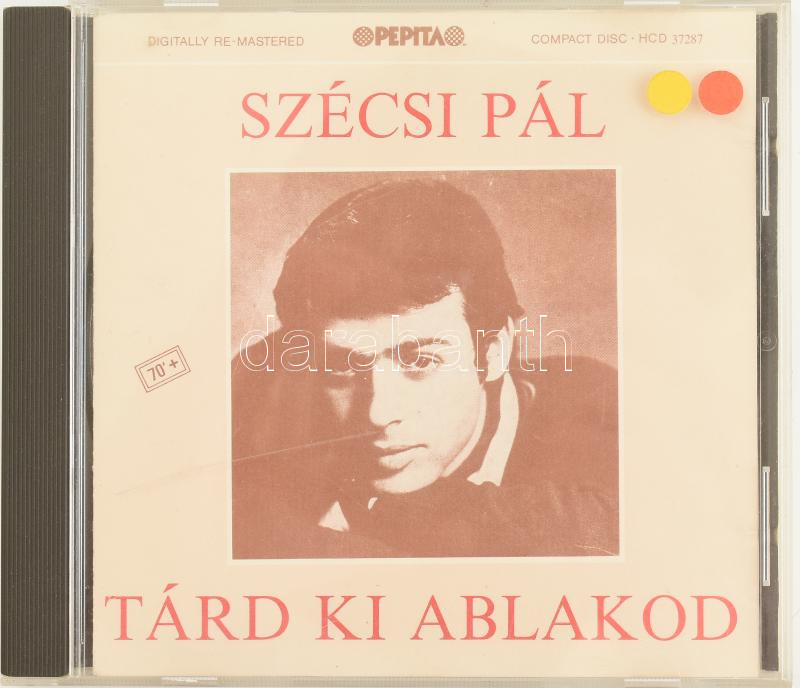 DIGITALLY RE-MASTERED PEPITA COMPACT DISC · HCD 37287
SZÉCSI PÁL
darabanth
70'+
TÁRD KI ABLAKOD